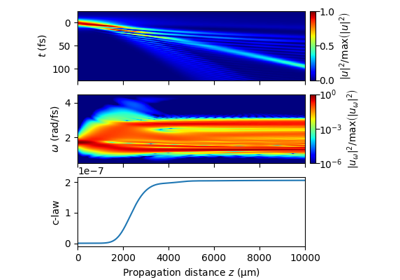 0
50
100
t (fs)
1.0
0.5
0.0
|u|²/max(|u|²)
4
2
ω (rad/fs)
10⁰
10⁻³
10⁻⁶
|uω|²/max(|uω|²)
1e−7
2
1
0
c-law
0 2000 4000 6000 8000 10000
Propagation distance z (μm)